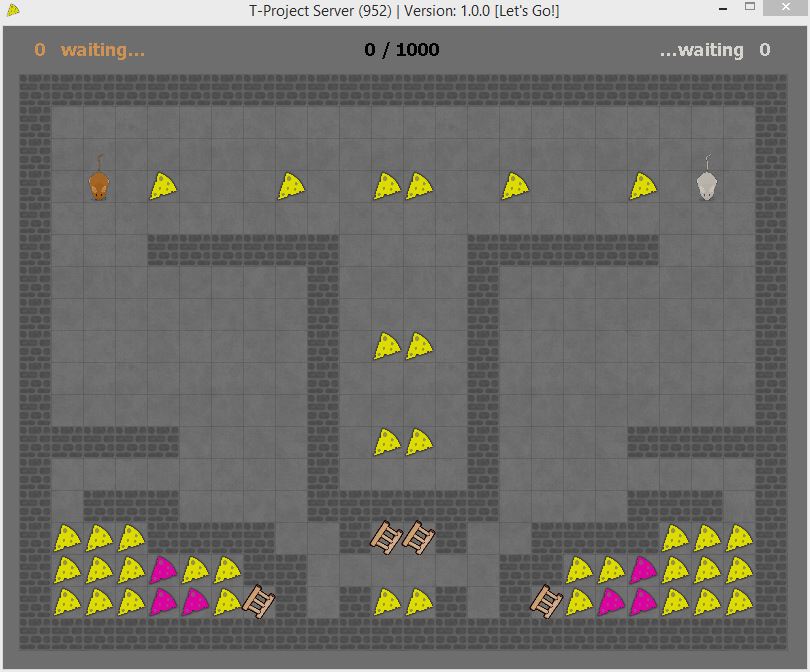 T-Project Server (952) | Version: 1.0.0 [Let's Go!]
0 waiting... 0 / 1000 ...waiting 0